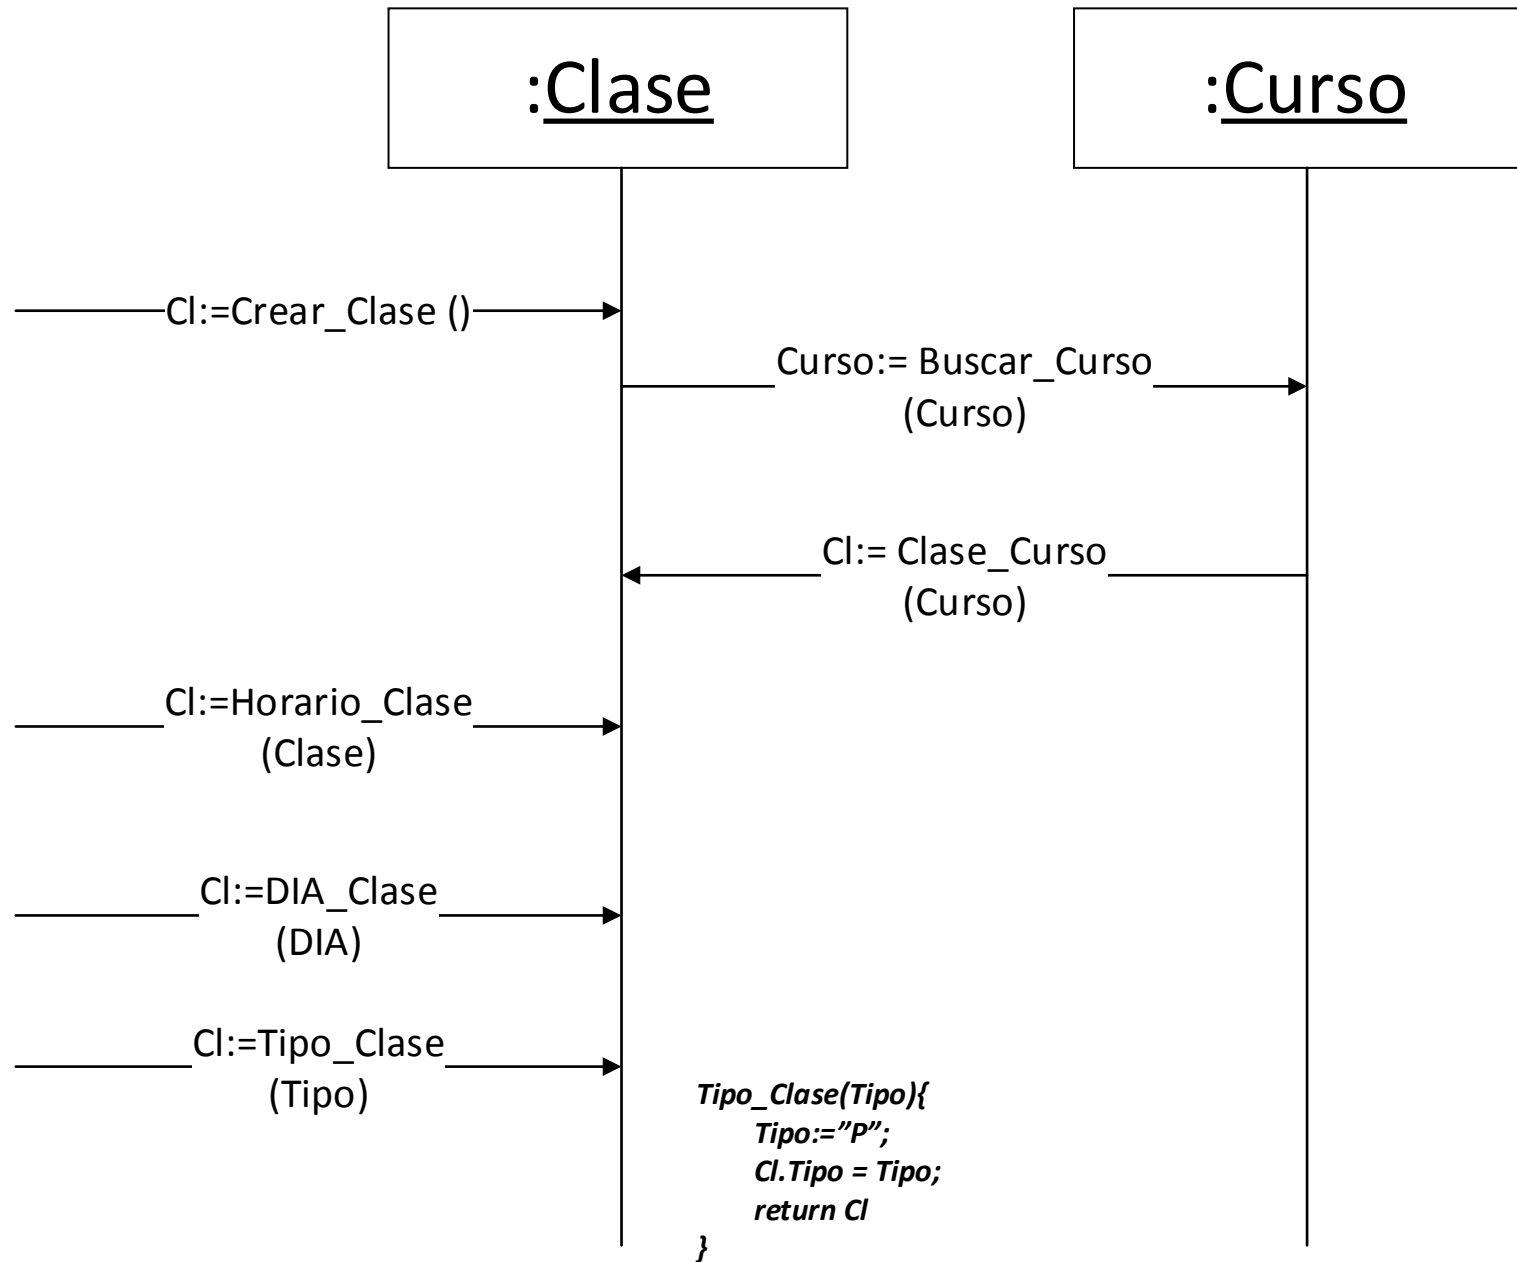 :Clase
:Curso
Cl:=Crear_Clase ()
Curso:= Buscar_Curso
(Curso)
Cl:= Clase_Curso
(Curso)
Cl:=Horario_Clase
(Clase)
Cl:=DIA_Clase
(DIA)
Cl:=Tipo_Clase
(Tipo)
Tipo_Clase(Tipo){
Tipo:=”P”;
Cl.Tipo = Tipo;
return Cl
}